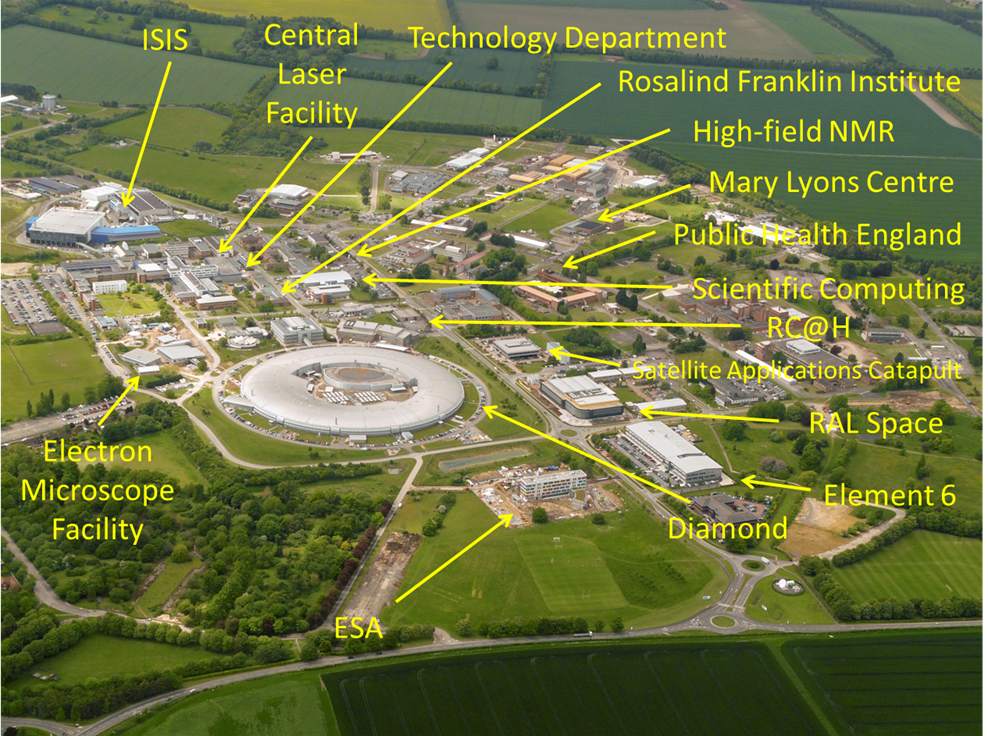 ISIS
Central
Laser
Facility
Technology Department
Rosalind Franklin Institute
High-field NMR
Mary Lyons Centre
Public Health England
Scientific Computing
RC@H
Satellite Applications Catapult
RAL Space
Electron
Microscope
Facility
Element 6
Diamond
ESA